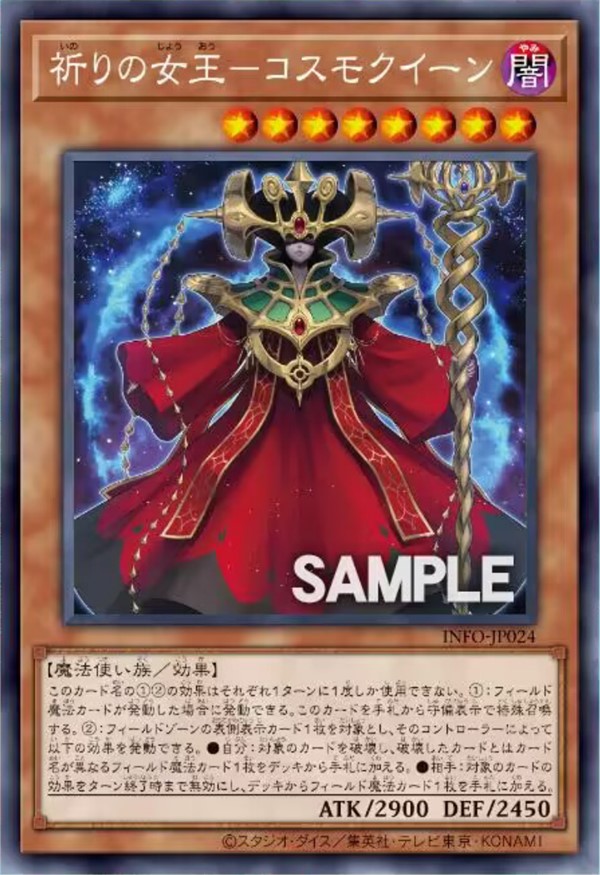 祈りの女王－コスモクイーン
闇
SAMPLE
INFO-JP024
【魔法使い族／効果】
このカード名の①②の効果はそれぞれ1ターンに1度しか使用できない。①：フィールド
魔法カードが発動した場合に発動できる。このカードを手札から守備表示で特殊召喚
する。②：フィールドゾーンの表側表示カード1枚を対象とし、そのコントローラーによって
以下の効果を発動できる。●自分：対象のカードを破壊し、破壊したカードとはカード
名が異なるフィールド魔法カード1枚をデッキから手札に加える。●相手：対象のカードの
効果をターン終了時まで無効にし、デッキからフィールド魔法カード1枚を手札に加える。
ATK/2900 DEF/2450
©スタジオ・ダイス／集英社・テレビ東京・KONAMI